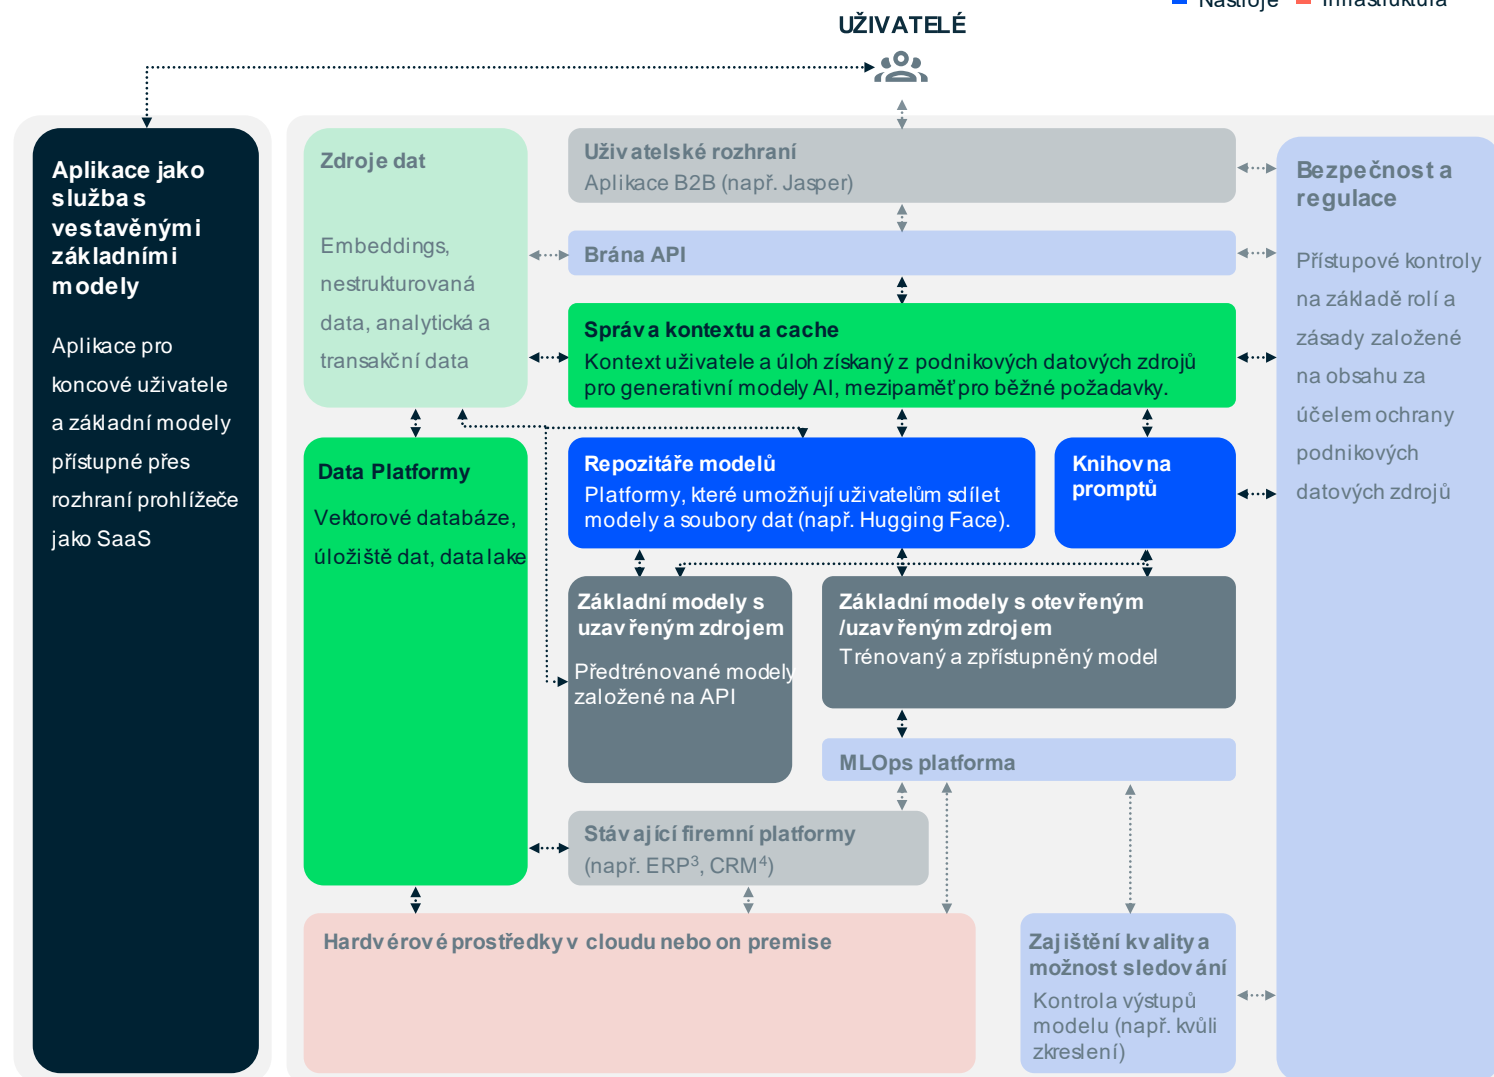 Nástroje
Infrastruktura
UŽIVATELÉ
Aplikace jako
služba s
vestavěnými
základními
modely
Aplikace pro
koncové uživatele
a základní modely
přístupné přes
rozhraní prohlížeče
jako SaaS
Zdroje dat
Embeddings,
nestrukturovaná
data, analytická a
transakční data
Uživatelské rozhraní
Aplikace B2B (např. Jasper)
Brána API
Správa kontextu a cache
Kontext uživatele a úloh získaný z podnikových datových zdrojů
pro generativní modely AI, mezipaměť pro běžné požadavky.
Bezpečnost a
regulace
Přístupové kontroly
na základě rolí a
zásady založené
na obsahu za
účelem ochrany
podnikových
datových zdrojů
Data Platformy
Vektorové databáze,
úložiště dat, data lake
Repozitáře modelů
Platformy, které umožňují uživatelům sdílet
modely a soubory dat (např. Hugging Face).
Knihovna
promptů
Základní modely s
uzavřeným zdrojem
Předtrénované modely
založené na API
Základní modely s otevřeným
/uzavřeným zdrojem
Trénovaný a zpřístupněný model
MLOps platforma
Stávající firemní platformy
(např. ERP³, CRM⁴)
Hardvérové prostředky v cloudu nebo on premise
Zajištění kvality a
možnost sledování
Kontrola výstupů
modelu (např. kvůli
zkreslení)